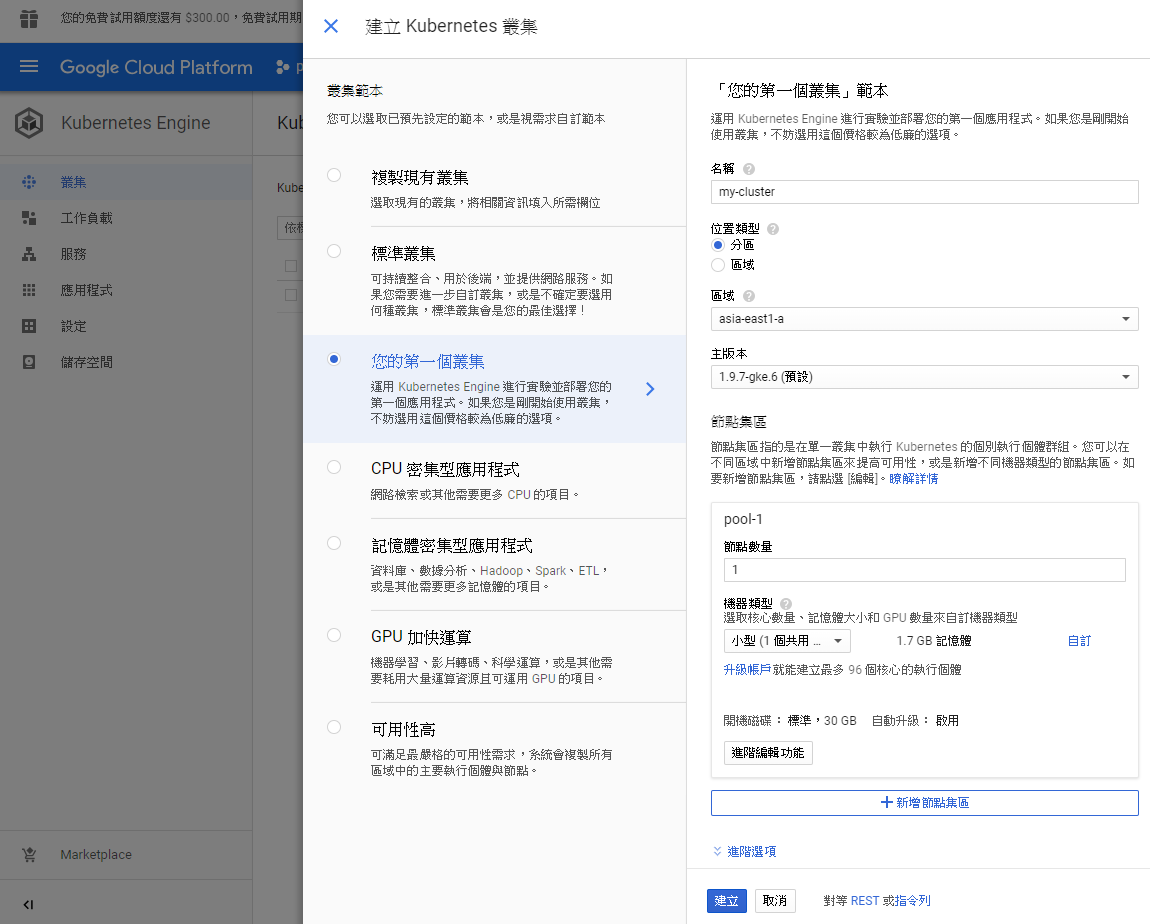 您的免費試用額度還有 $300.00，免費試用期
Google Cloud Platform
Kubernetes Engine
叢集
工作負載
服務
應用程式
設定
儲存空間
Marketplace
Kub
Kube
建立 Kubernetes 叢集
叢集範本
您可以選取已預先設定的範本，或是視需求自訂範本
複製現有叢集
選取現有的叢集，將相關資訊填入所需欄位
標準叢集
可持續整合、用於後端，並提供網路服務。如
果您需要進一步自訂叢集，或是不確定要選用
何種叢集，標準叢集會是您的最佳選擇！
您的第一個叢集
運用 Kubernetes Engine 進行實驗並部署您的
第一個應用程式。如果您是剛開始使用叢集，
不妨選用這個價格較為低廉的選項。
CPU 密集型應用程式
網路檢索或其他需要更多 CPU 的項目。
記憶體密集型應用程式
資料庫、數據分析、Hadoop、Spark、ETL，
或是其他需要更多記憶體的項目。
GPU 加快運算
機器學習、影片轉碼、科學運算，或是其他需
要耗用大量運算資源且可運用 GPU 的項目。
可用性高
可滿足最嚴格的可用性需求，系統會複製所有
區域中的主要執行個體與節點。
「您的第一個叢集」範本
運用 Kubernetes Engine 進行實驗並部署您的第一個應用程式。如果您是剛開始
使用叢集，不妨選用這個價格較為低廉的選項。
名稱
my-cluster
位置類型
分區
區域
區域
asia-east1-a
主版本
1.9.7-gke.6 (預設)
節點集區
節點集區指的是在單一叢集中執行 Kubernetes 的個別執行個體群組。您可以在
不同區域中新增節點集區來提高可用性，或是新增不同機器類型的節點集區。如
要新增節點集區，請點選 [編輯]。瞭解詳情
pool-1
節點數量
1
機器類型
選取核心數量、記憶體大小和 GPU 數量來自訂機器類型
小型 (1 個共用 ... 1.7 GB 記憶體 自訂
升級帳戶就能建立最多 96 個核心的執行個體
開機磁碟： 標準，30 GB 自動升級： 啟用
進階編輯功能
新增節點集區
進階選項
建立 取消 對等 REST 或指令列